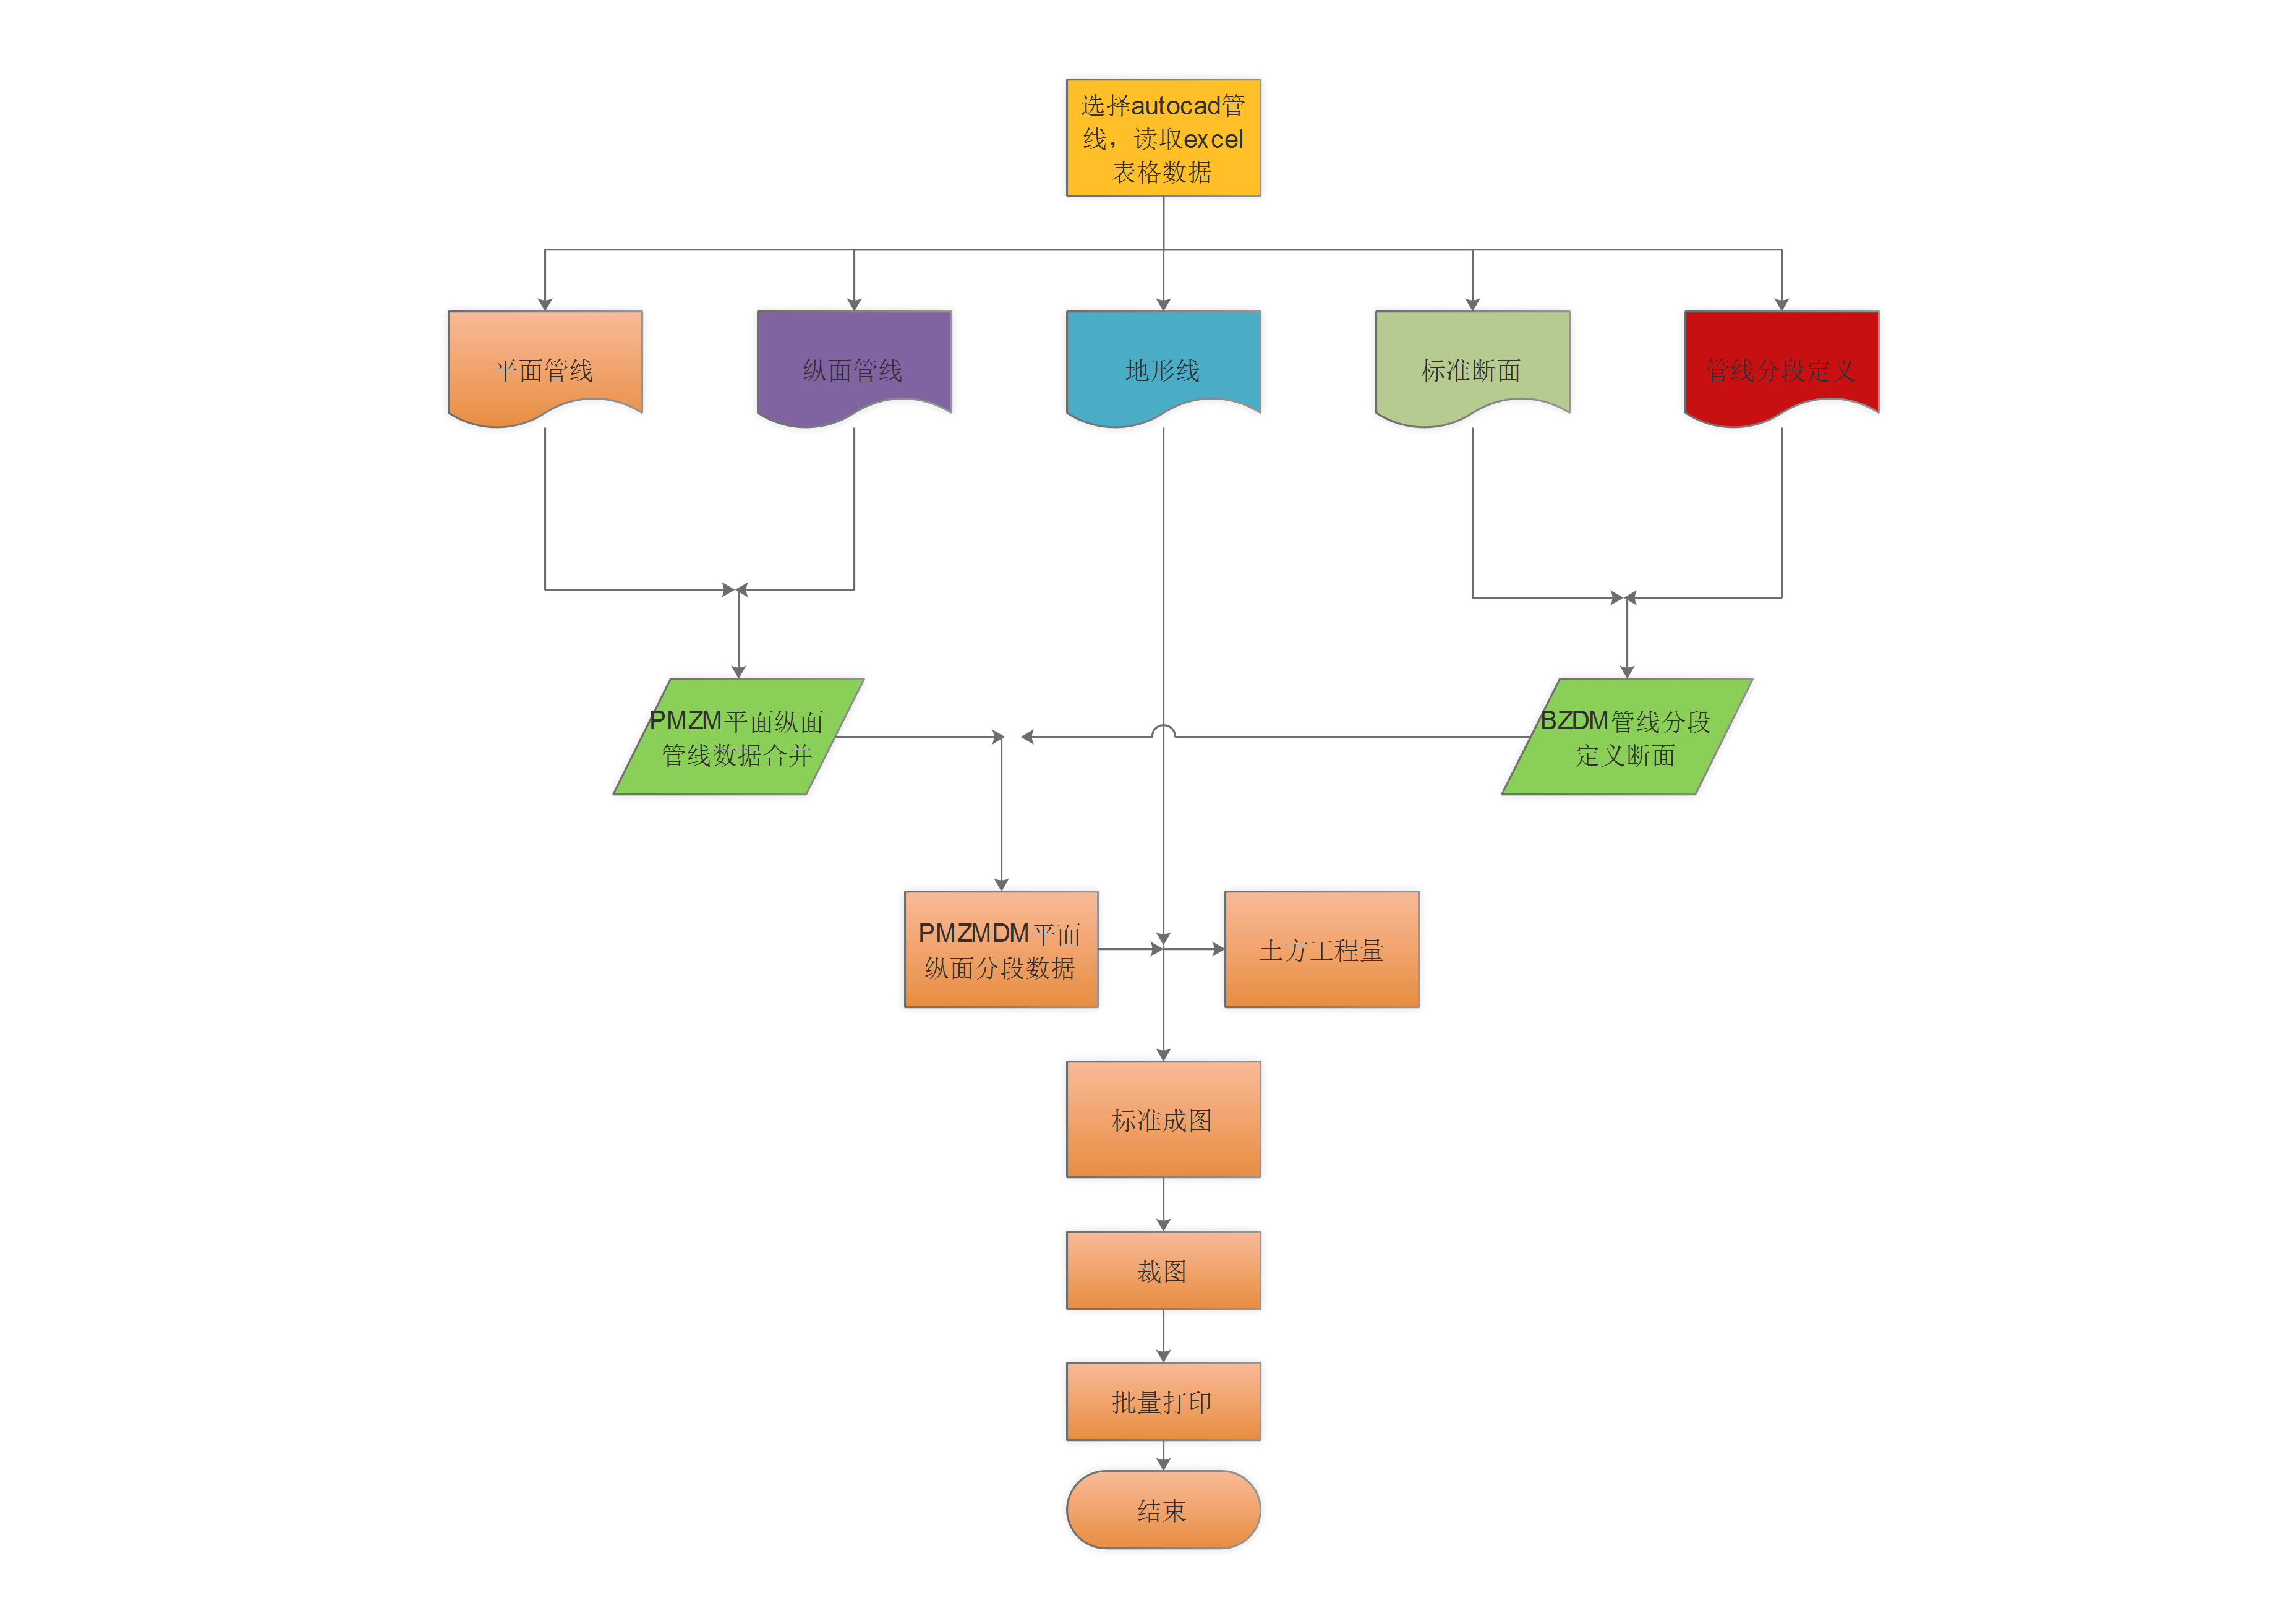 选择autocad管
线，读取excel
表格数据
平面管线
纵面管线
地形线
标准断面
管线分段定义
PMZM平面纵面
管线数据合并
BZDM管线分段
定义断面
PMZMDM平面
纵面分段数据
土方工程量
标准成图
裁图
批量打印
结束